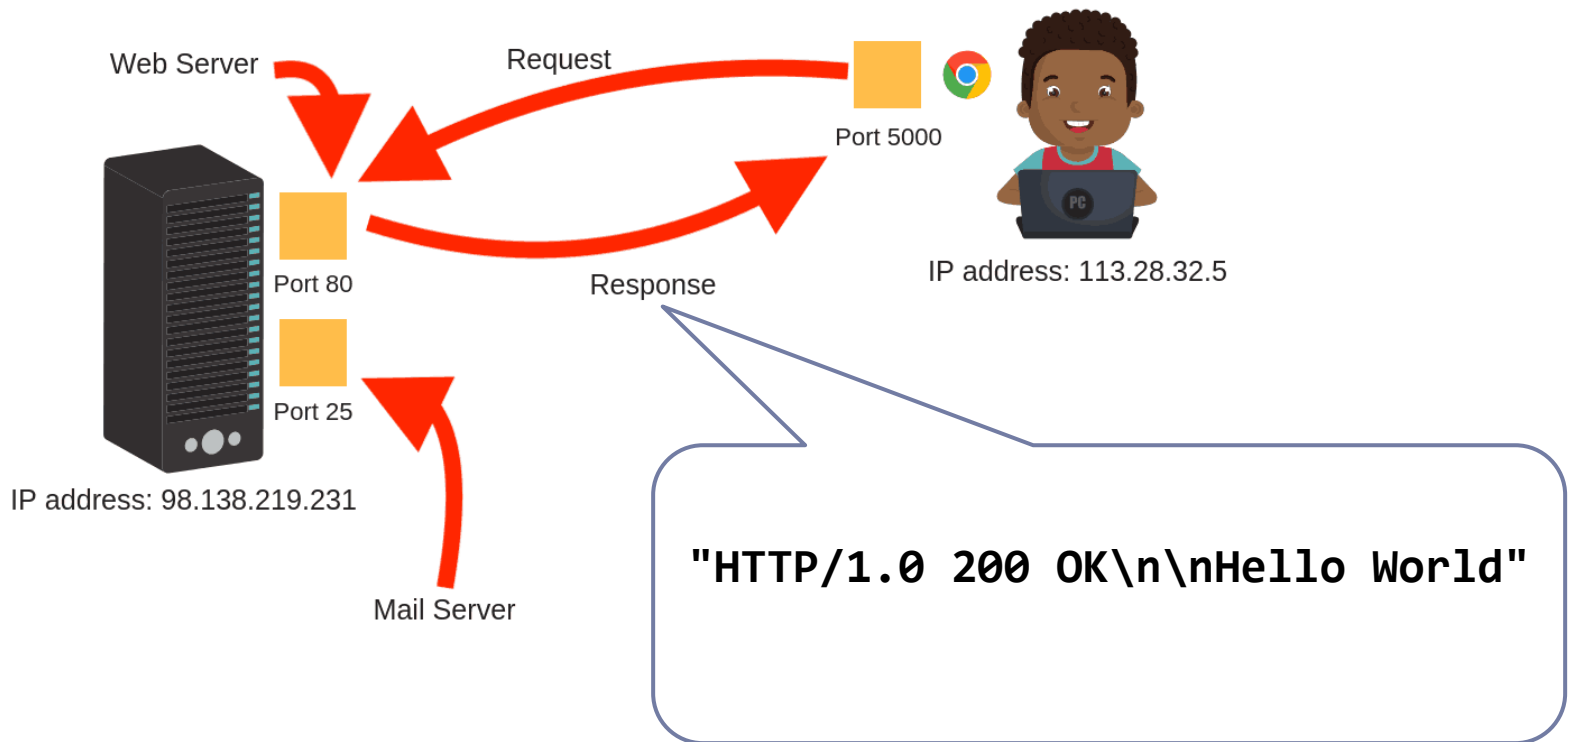 Web Server
Request
Port 5000
PC
IP address: 113.28.32.5
Port 80
Response
Port 25
IP address: 98.138.219.231
Mail Server
"HTTP/1.0 200 OK\n\nHello World"